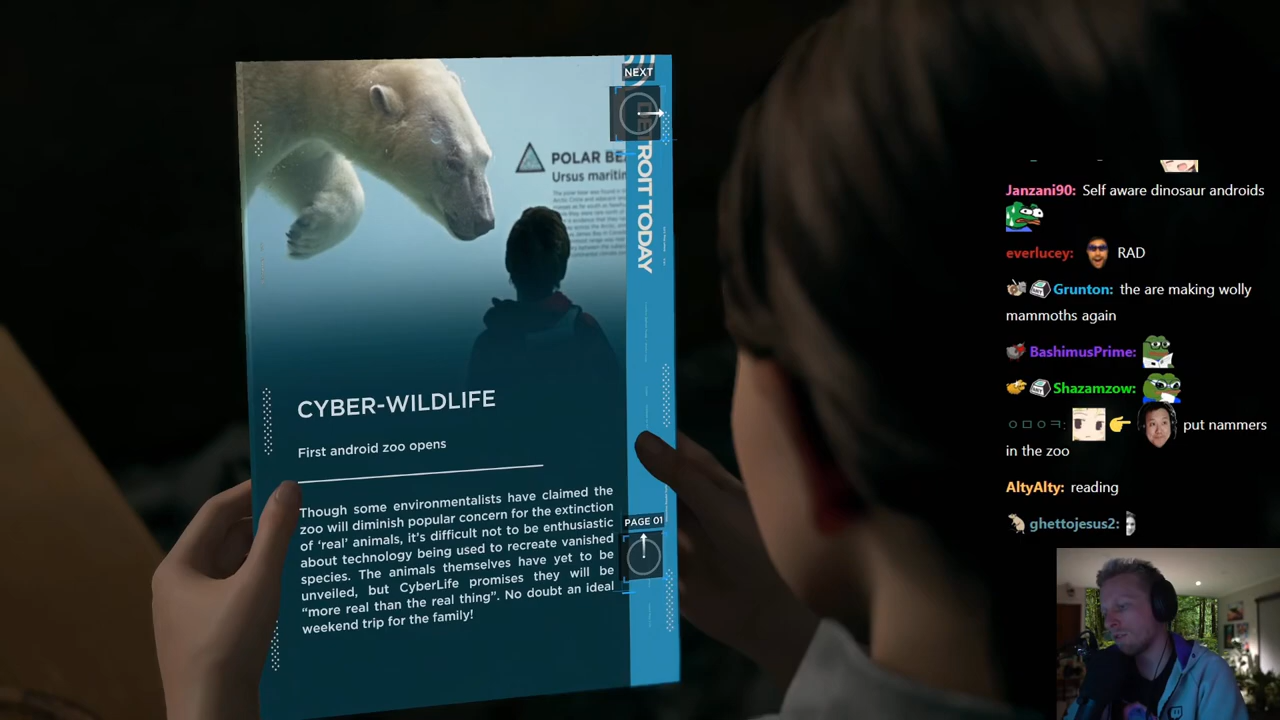 NEXT
DETROIT TODAY
POLAR BE
Ursus maritim
CYBER-WILDLIFE
First android zoo opens
Though some environmentalists have claimed the
zoo will diminish popular concern for the extinction
of ‘real’ animals, it’s difficult not to be enthusiastic
about technology being used to recreate vanished
species. The animals themselves have yet to be
unveiled, but CyberLife promises they will be
“more real than the real thing”. No doubt an ideal
weekend trip for the family!
PAGE 01
Janzani90: Self aware dinosaur androids
everlucey: RAD
Grunton: the are making wolly
mammoths again
BashimusPrime:
Shazamzow:
ㅇㅁㅇㅋ: put nammers
in the zoo
AltyAlty: reading
ghettojesus2: